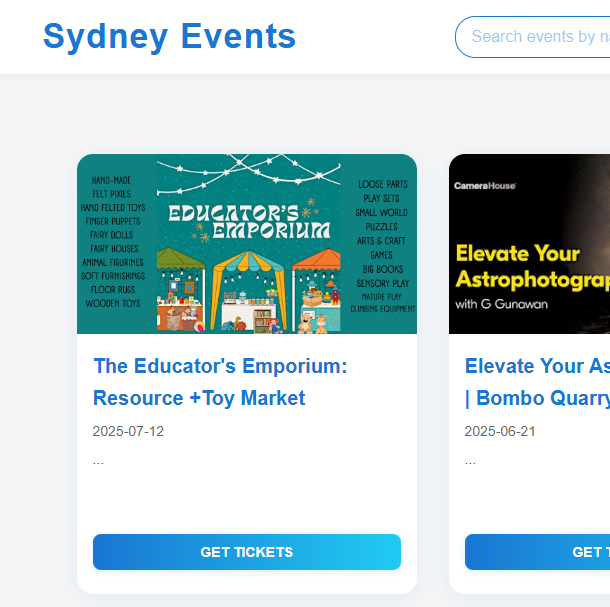 Sydney Events
Search events by na
HAND-MADE
FELT PIXIES
HAND FELTED TOYS
FINGER PUPPETS
FAIRY DOLLS
FAIRY HOUSES
ANIMAL FIGURINES
SOFT FURNISHINGS
FLOOR RUGS
WOODEN TOYS
EDUCATOR'S
EMPORIUM
LOOSE PARTS
PLAY SETS
SMALL WORLD
PUZZLES
ARTS & CRAFT
GAMES
BIG BOOKS
SENSORY PLAY
NATURE PLAY
CLIMBING EQUIPMENT
The Educator's Emporium:
Resource +Toy Market
2025-07-12
...
GET TICKETS
CameraHouse
Elevate Your
Astrophotograp
with G Gunawan
Elevate Your As
| Bombo Quarry
2025-06-21
...
GET T